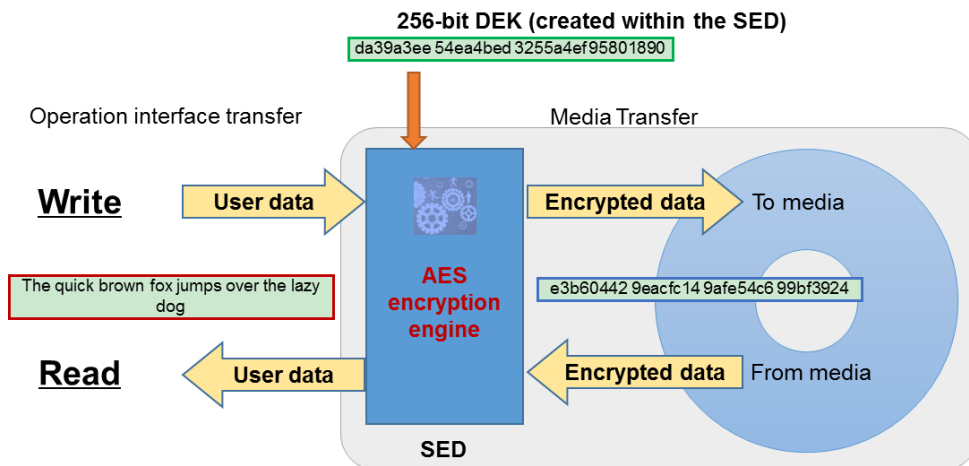 256-bit DEK (created within the SED)
da39a3ee 54ea4bed 3255a4ef95801890
Operation interface transfer
Media Transfer
Write
User data
Encrypted data
To media
The quick brown fox jumps over the lazy
dog
AES
encryption
engine
e3b60442 9eacfc14 9afe54c6 99bf3924
Read
User data
Encrypted data
From media
SED